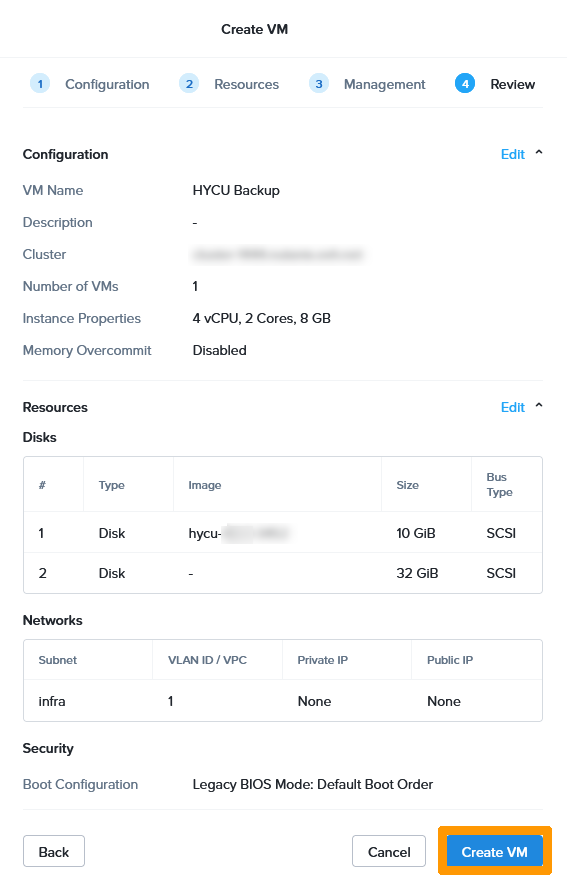 Create VM
1 Configuration 2 Resources 3 Management 4 Review
Configuration Edit
VM Name HYCU Backup
Description -
Cluster
Number of VMs 1
Instance Properties 4 vCPU, 2 Cores, 8 GB
Memory Overcommit Disabled
Resources Edit
Disks
# Type Image Size Bus Type
1 Disk hycu- 10 GiB SCSI
2 Disk - 32 GiB SCSI
Networks
Subnet VLAN ID / VPC Private IP Public IP
infra 1 None None
Security
Boot Configuration Legacy BIOS Mode: Default Boot Order
Back Cancel Create VM